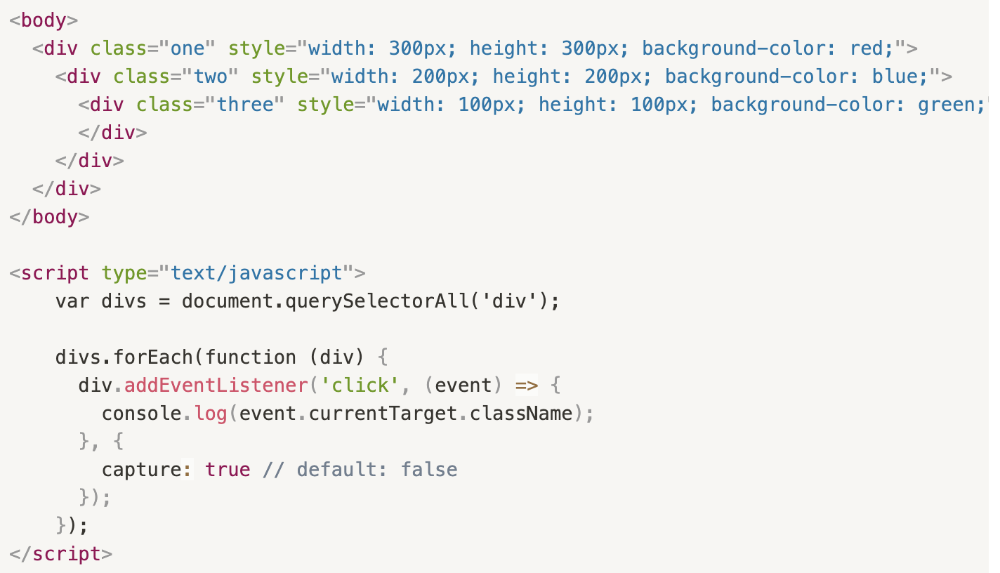 <body>
  <div class="one" style="width: 300px; height: 300px; background-color: red;">
    <div class="two" style="width: 200px; height: 200px; background-color: blue;">
      <div class="three" style="width: 100px; height: 100px; background-color: green;"
      </div>
    </div>
  </div>
</body>

<script type="text/javascript">
    var divs = document.querySelectorAll('div');

    divs.forEach(function (div) {
      div.addEventListener('click', (event) => {
        console.log(event.currentTarget.className);
      }, {
        capture: true // default: false
      });
    });
</script>